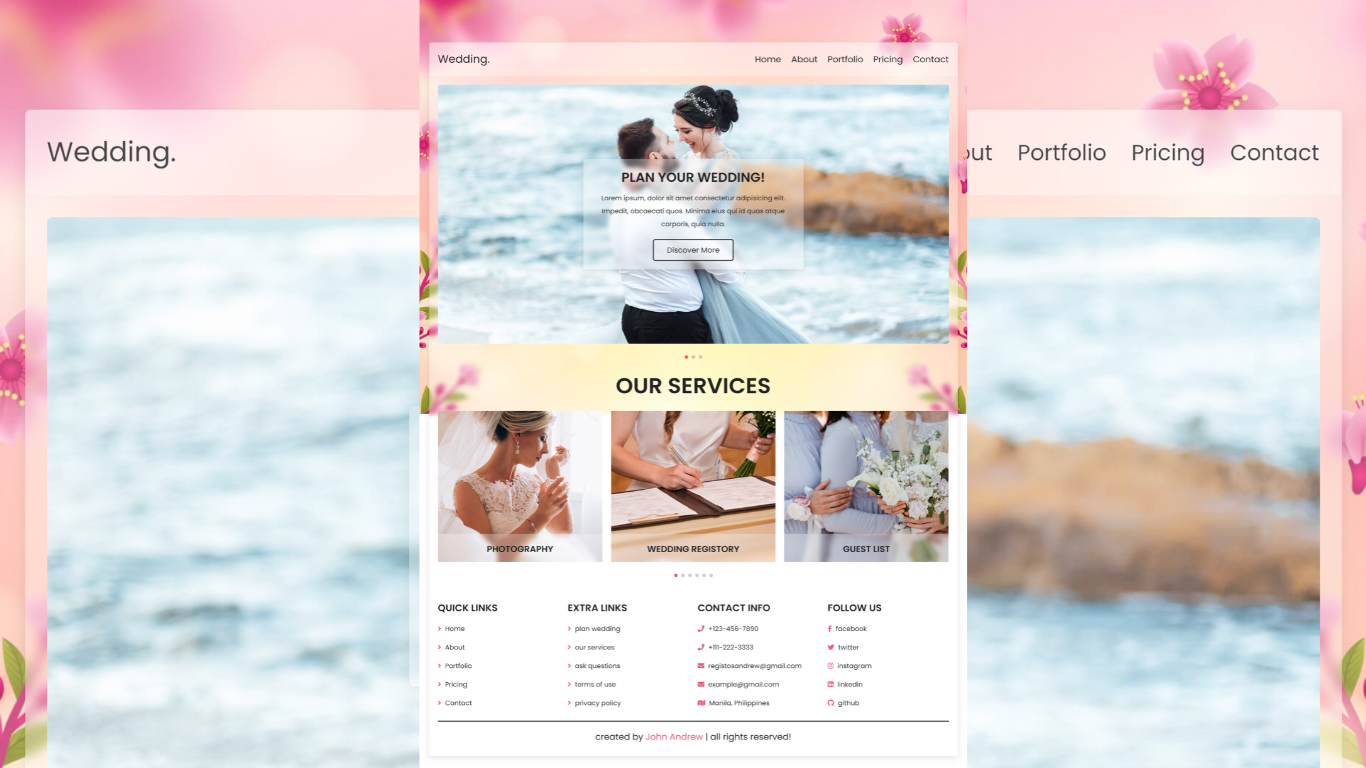 Wedding.
out Portfolio Pricing Contact
Wedding.
Home About Portfolio Pricing Contact
PLAN YOUR WEDDING!
Lorem ipsum, dolor sit amet consectetur adipisicing elit.
Impedit, obcaecati quos. Minima eius qui id quas atque
corporis, quia nulla.
Discover More
OUR SERVICES
PHOTOGRAPHY
WEDDING REGISTORY
GUEST LIST
QUICK LINKS
Home
About
Portfolio
Pricing
Contact
EXTRA LINKS
plan wedding
our services
ask questions
terms of use
privacy policy
CONTACT INFO
+123-456-7890
+111-222-3333
registosandrew@gmail.com
example@gmail.com
Manila, Philippines
FOLLOW US
facebook
twitter
instagram
linkedin
github
created by John Andrew | all rights reserved!